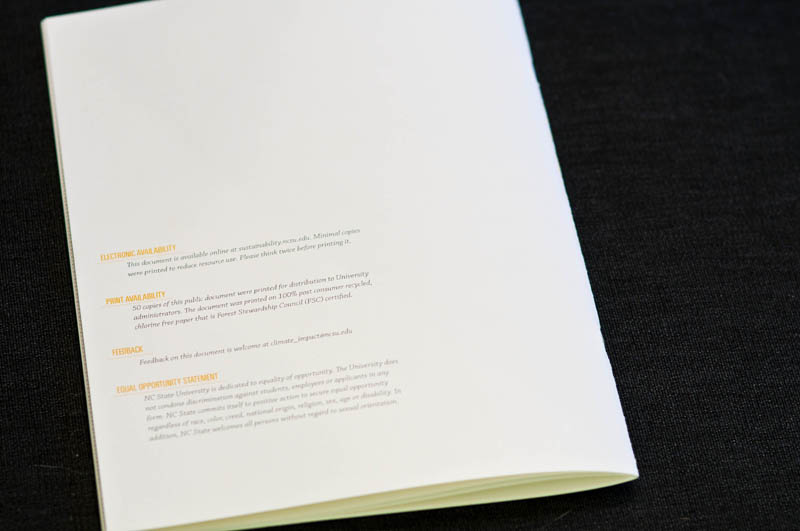 ELECTRONIC AVAILABILITY
This document is available online at sustainability.ncsu.edu. Minimal copies
were printed to reduce resource use. Please think twice before printing it.
PRINT AVAILABILITY
50 copies of this public document were printed for distribution to University
administrators. The document was printed on 100% post consumer recycled,
chlorine free paper that is Forest Stewardship Council (FSC) certified.
FEEDBACK
Feedback on this document is welcome at climate_impact@ncsu.edu
EQUAL OPPORTUNITY STATEMENT
NC State University is dedicated to equality of opportunity. The University does
not condone discrimination against students, employees or applicants in any
form. NC State commits itself to positive action to secure equal opportunity
regardless of race, color, creed, national origin, religion, sex, age or disability. In
addition, NC State welcomes all persons without regard to sexual orientation.